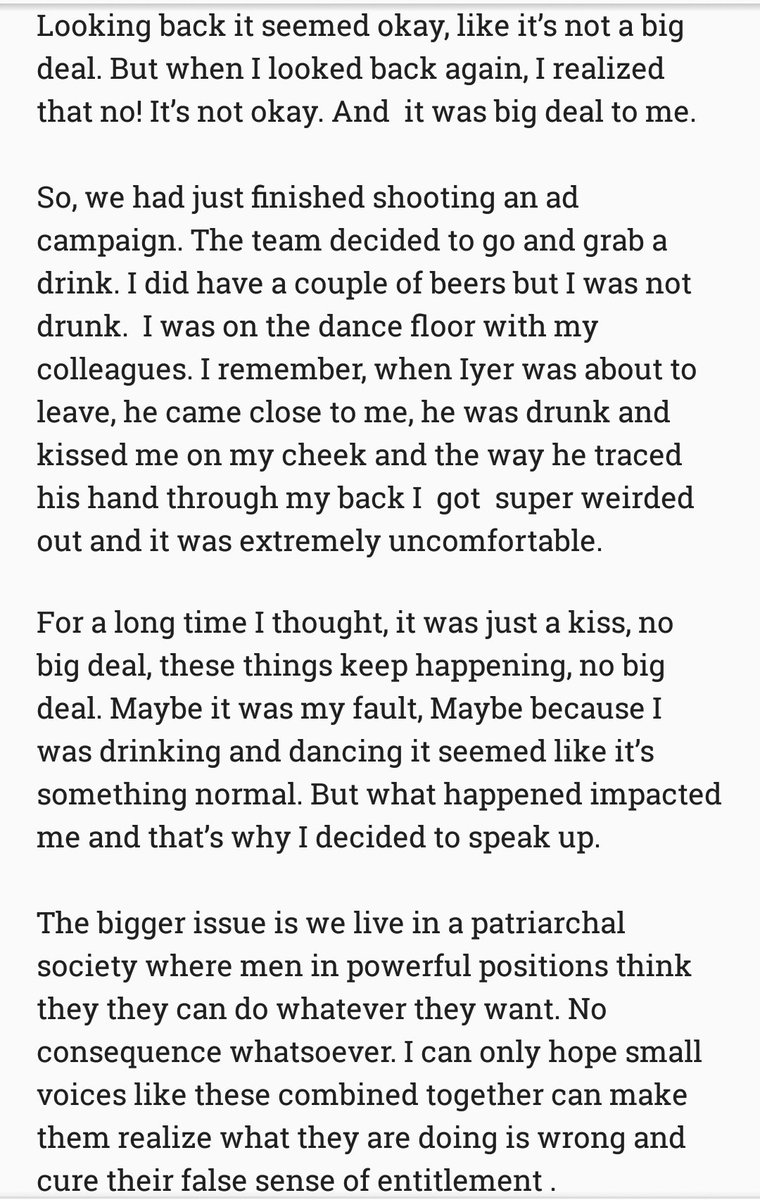 Looking back it seemed okay, like it’s not a big
deal. But when I looked back again, I realized
that no! It’s not okay. And  it was big deal to me.
So, we had just finished shooting an ad
campaign. The team decided to go and grab a
drink. I did have a couple of beers but I was not
drunk.  I was on the dance floor with my
colleagues. I remember, when Iyer was about to
leave, he came close to me, he was drunk and
kissed me on my cheek and the way he traced
his hand through my back I  got  super weirded
out and it was extremely uncomfortable.
For a long time I thought, it was just a kiss, no
big deal, these things keep happening, no big
deal. Maybe it was my fault, Maybe because I
was drinking and dancing it seemed like it’s
something normal. But what happened impacted
me and that’s why I decided to speak up.
The bigger issue is we live in a patriarchal
society where men in powerful positions think
they they can do whatever they want. No
consequence whatsoever. I can only hope small
voices like these combined together can make
them realize what they are doing is wrong and
cure their false sense of entitlement .